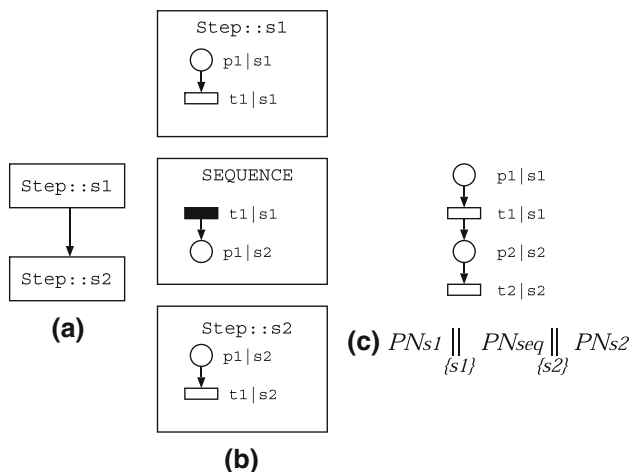 Step::s1
Step::s2
(a)
Step::s1
p1|s1
t1|s1
SEQUENCE
t1|s1
p1|s2
Step::s2
p1|s2
t1|s2
(b)
p1|s1
t1|s1
p2|s2
t2|s2
(c) PNs1 || PNseq || PNs2
{s1} {s2}